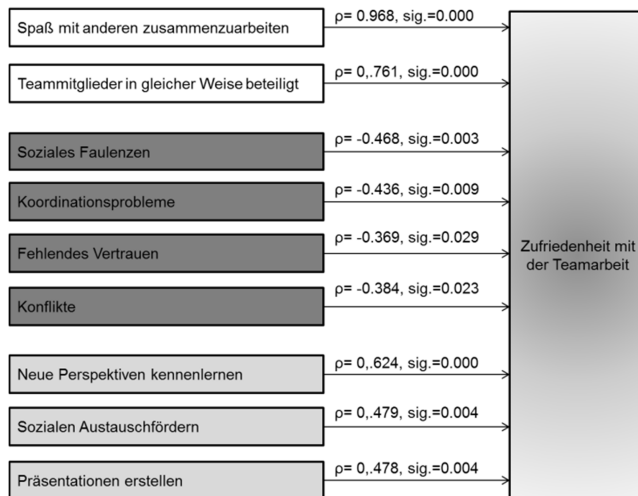 Spaß mit anderen zusammenzuarbeiten
ρ= 0.968, sig.=0.000
Teammitglieder in gleicher Weise beteiligt
ρ= 0,.761, sig.=0.000
Soziales Faulenzen
ρ= -0.468, sig.=0.003
Koordinationsprobleme
ρ= -0.436, sig.=0.009
Fehlendes Vertrauen
ρ= -0.369, sig.=0.029
Konflikte
ρ= -0.384, sig.=0.023
Neue Perspektiven kennenlernen
ρ= 0,.624, sig.=0.000
Sozialen Austauschfördern
ρ= 0,.479, sig.=0.004
Präsentationen erstellen
ρ= 0,.478, sig.=0.004
Zufriedenheit mit
der Teamarbeit